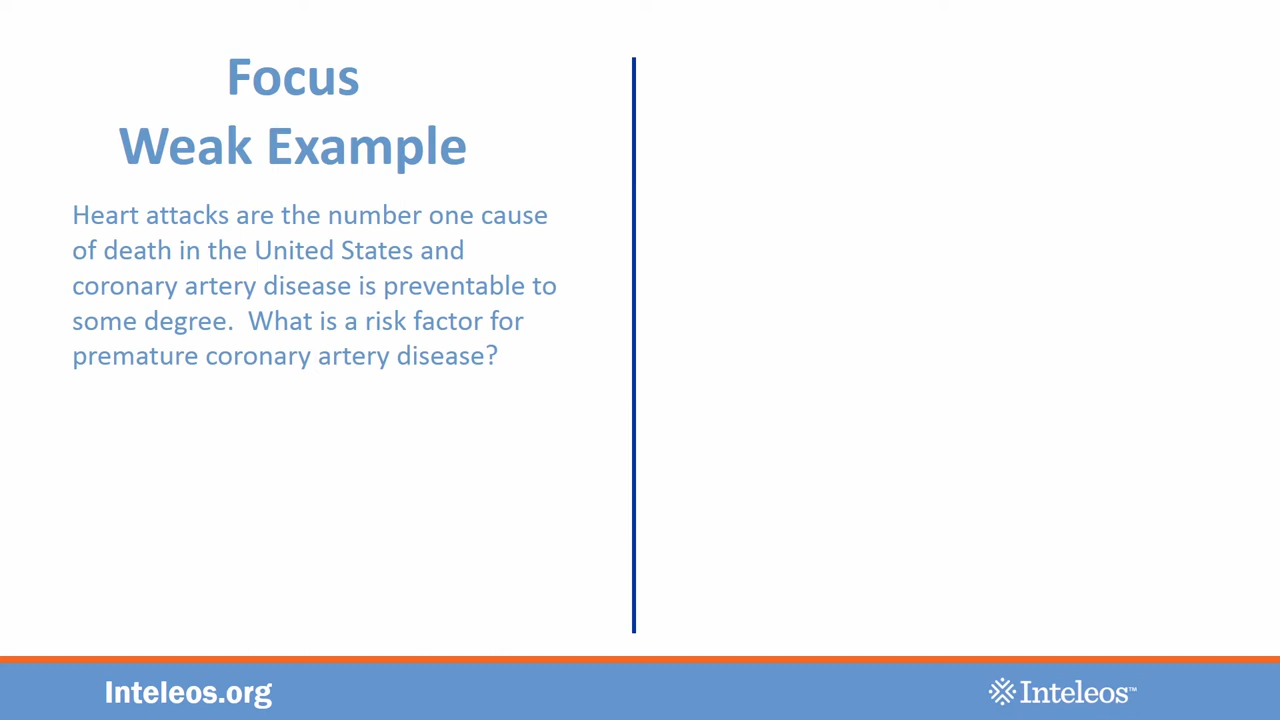 Focus
Weak Example
Heart attacks are the number one cause
of death in the United States and
coronary artery disease is preventable to
some degree.  What is a risk factor for
premature coronary artery disease?
Inteleos.org
Inteleos™